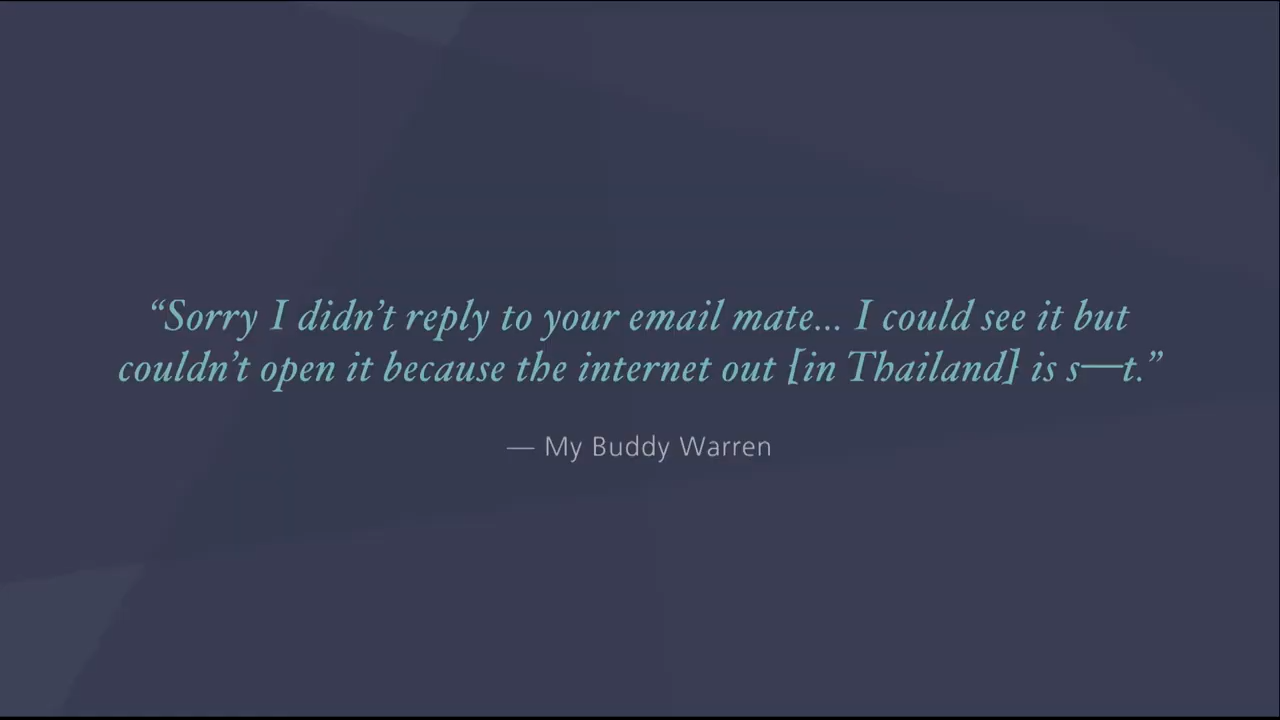 “Sorry I didn’t reply to your email mate... I could see it but
couldn’t open it because the internet out [in Thailand] is s—t.”
— My Buddy Warren